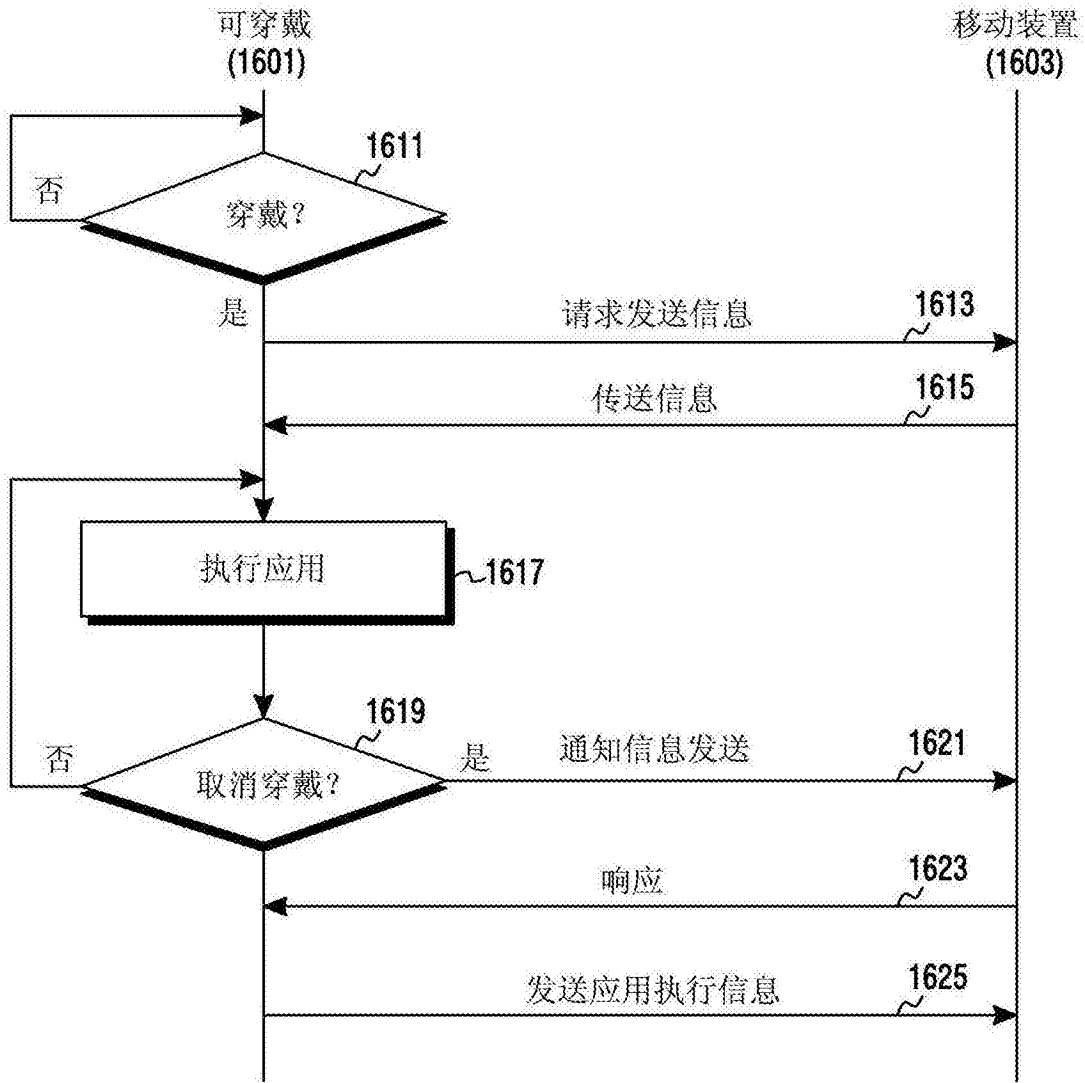 可穿戴
(1601)
移动装置
(1603)
1611
否
穿戴?
是
请求发送信息
1613
传送信息
1615
执行应用
1617
1619
否
取消穿戴?
是
通知信息发送
1621
响应
1623
发送应用执行信息
1625